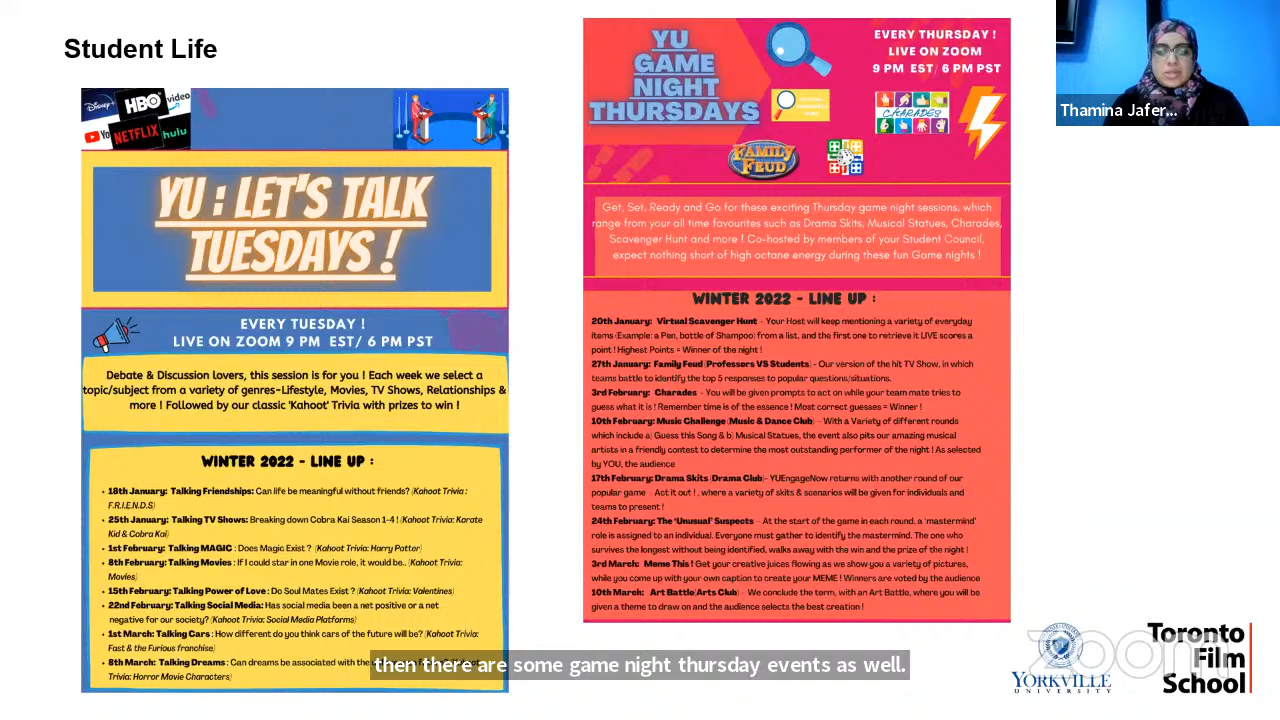 Student Life
Disney+
HBO
video
YouTube
NETFLIX
hulu
YU : LET'S TALK
TUESDAYS !
EVERY TUESDAY !
LIVE ON ZOOM 9 PM EST/ 6 PM PST
Debate & Discussion lovers, this session is for you ! Each week we select a
topic/subject from a variety of genres-Lifestyle, Movies, TV Shows, Relationships &
more ! Followed by our classic 'Kahoot' Trivia with prizes to win !
WINTER 2022 - LINE UP :
• 18th January: Talking Friendships: Can life be meaningful without friends? (Kahoot Trivia :
F.R.I.E.N.D.S)
• 25th January: Talking TV Shows: Breaking down Cobra Kai Season 1-4 ! (Kahoot Trivia: Karate
Kid & Cobra Kai)
• 1st February: Talking MAGIC : Does Magic Exist ? (Kahoot Trivia: Harry Potter)
• 8th February: Talking Movies : If I could star in one Movie role, it would be.. (Kahoot Trivia:
Movies)
• 15th February: Talking Power of Love : Do Soul Mates Exist ? (Kahoot Trivia: Valentines)
• 22nd February: Talking Social Media: Has social media been a net positive or a net
negative for our society? (Kahoot Trivia: Social Media Platforms)
• 1st March: Talking Cars : How different do you think cars of the future will be? (Kahoot Trivia:
Fast & the Furious franchise)
• 8th March: Talking Dreams : Can dreams be associated with the
Trivia: Horror Movie Characters)
YU
GAME
NIGHT
THURSDAYS
EVERY THURSDAY !
LIVE ON ZOOM
9 PM EST/ 6 PM PST
CHARADES
FAMILY
FEUD
Get, Set, Ready and Go for these exciting Thursday game night sessions, which
range from your all time favourites such as Drama Skits, Musical Statues, Charades,
Scavenger Hunt and more ! Co-hosted by members of your Student Council,
expect nothing short of high octane energy during these fun Game nights !
WINTER 2022 - LINE UP :
20th January: Virtual Scavenger Hunt – Your Host will keep mentioning a variety of everyday
items (Example: a Pen, bottle of Shampoo) from a list, and the first one to retrieve it LIVE scores a
point ! Highest Points = Winner of the night !
27th January: Family Feud (Professors VS Students) - Our version of the hit TV Show, in which
teams battle to identify the top 5 responses to popular questions/situations.
3rd February: Charades - You will be given prompts to act on while your team mate tries to
guess what it is ! Remember time is of the essence ! Most correct guesses = Winner !
10th February: Music Challenge (Music & Dance Club) – With a Variety of different rounds
which include a) Guess this Song & b) Musical Statues, the event also pits our amazing musical
artists in a friendly contest to determine the most outstanding performer of the night ! As selected
by YOU, the audience
17th February: Drama Skits (Drama Club)- YUEngageNow returns with another round of our
popular game – Act it out ! , where a variety of skits & scenarios will be given for individuals and
teams to present !
24th February: The 'Unusual' Suspects – At the start of the game in each round, a 'mastermind'
role is assigned to an individual. Everyone must gather to identify the mastermind. The one who
survives the longest without being identified, walks away with the win and the prize of the night !
3rd March: Meme This ! Get your creative juices flowing as we show you a variety of pictures,
while you come up with your own caption to create your MEME ! Winners are voted by the audience
10th March: Art Battle(Arts Club) – We conclude the term, with an Art Battle, where you will be
given a theme to draw on and the audience selects the best creation !
Thamina Jafer...
then there are some game night thursday events as well.
YORKVILLE
UNIVERSITY
Toronto
Film
School
zoom